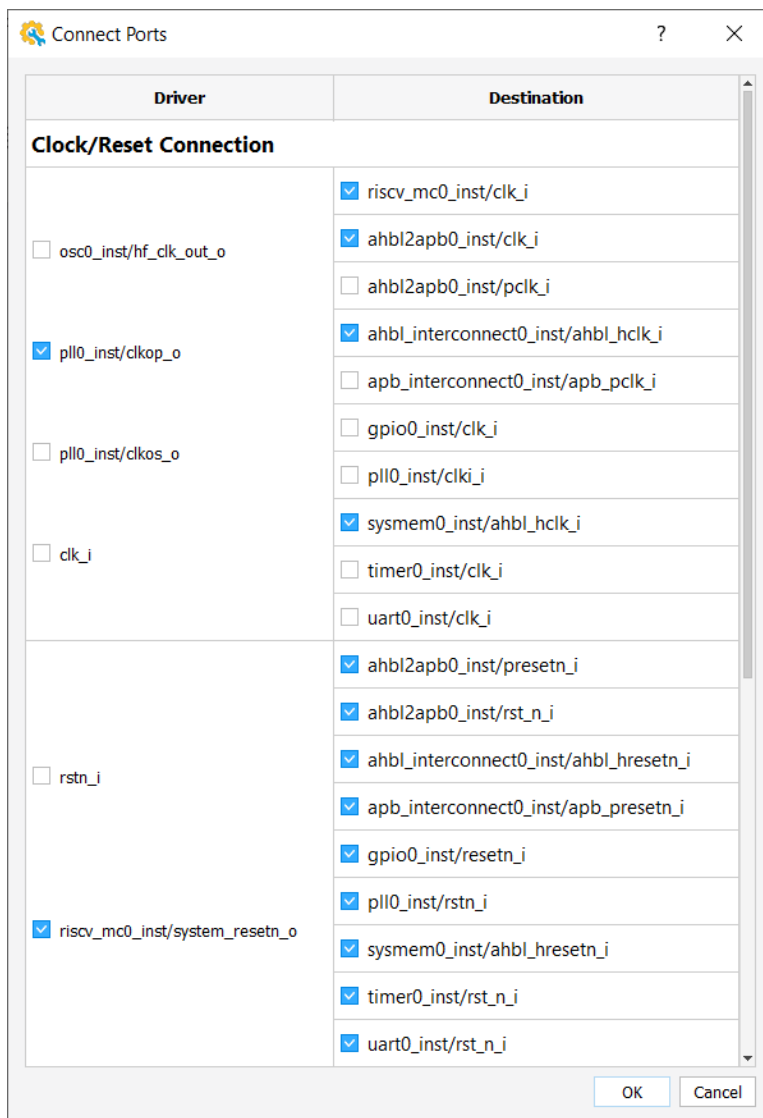 Connect Ports
?
Driver
Destination
Clock/Reset Connection
osc0_inst/hf_clk_out_o
pll0_inst/clkop_o
pll0_inst/clkos_o
clk_i
riscv_mc0_inst/clk_i
ahbl2apb0_inst/clk_i
ahbl2apb0_inst/pclk_i
ahbl_interconnect0_inst/ahbl_hclk_i
apb_interconnect0_inst/apb_pclk_i
gpio0_inst/clk_i
pll0_inst/clki_i
sysmem0_inst/ahbl_hclk_i
timer0_inst/clk_i
uart0_inst/clk_i
rstn_i
riscv_mc0_inst/system_resetn_o
ahbl2apb0_inst/presetn_i
ahbl2apb0_inst/rst_n_i
ahbl_interconnect0_inst/ahbl_hresetn_i
apb_interconnect0_inst/apb_presetn_i
gpio0_inst/resetn_i
pll0_inst/rstn_i
sysmem0_inst/ahbl_hresetn_i
timer0_inst/rst_n_i
uart0_inst/rst_n_i
OK
Cancel